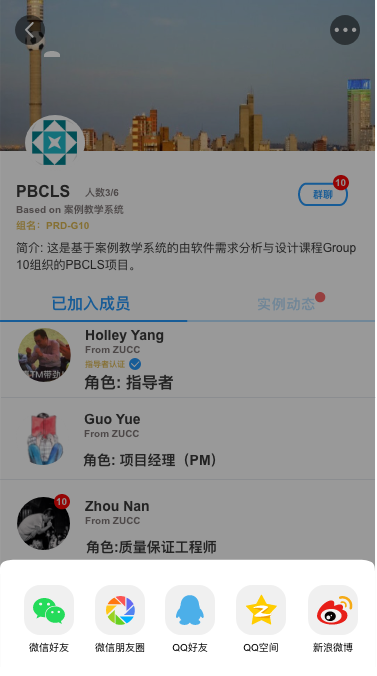 PBCLS
人数3/6
10
群聊
Based on 案例教学系统
组名：PRD-G10
简介: 这是基于案例教学系统的由软件需求分析与设计课程Group
10组织的PBCLS项目。
已加入成员
实例动态
Holley Yang
From ZUCC
指导者认证
角色: 指导者
Guo Yue
From ZUCC
角色: 项目经理（PM）
10
Zhou Nan
From ZUCC
角色:质量保证工程师
微信好友
微信朋友圈
QQ好友
QQ空间
新浪微博